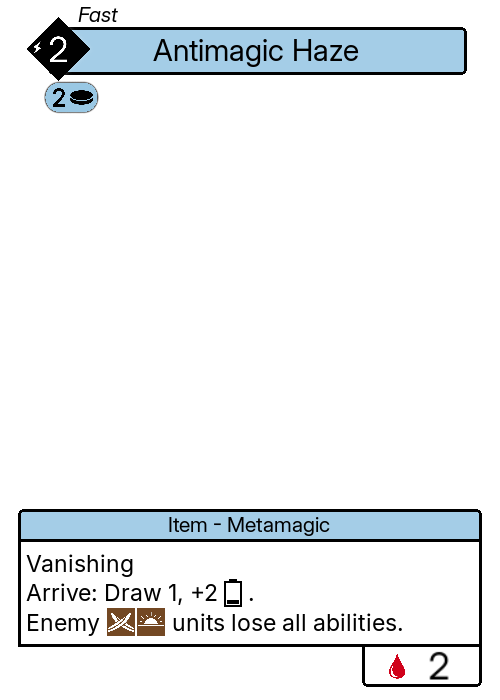 Fast
2
Antimagic Haze
2
Item - Metamagic
Vanishing
Arrive: Draw 1, +2 .
Enemy units lose all abilities.
2